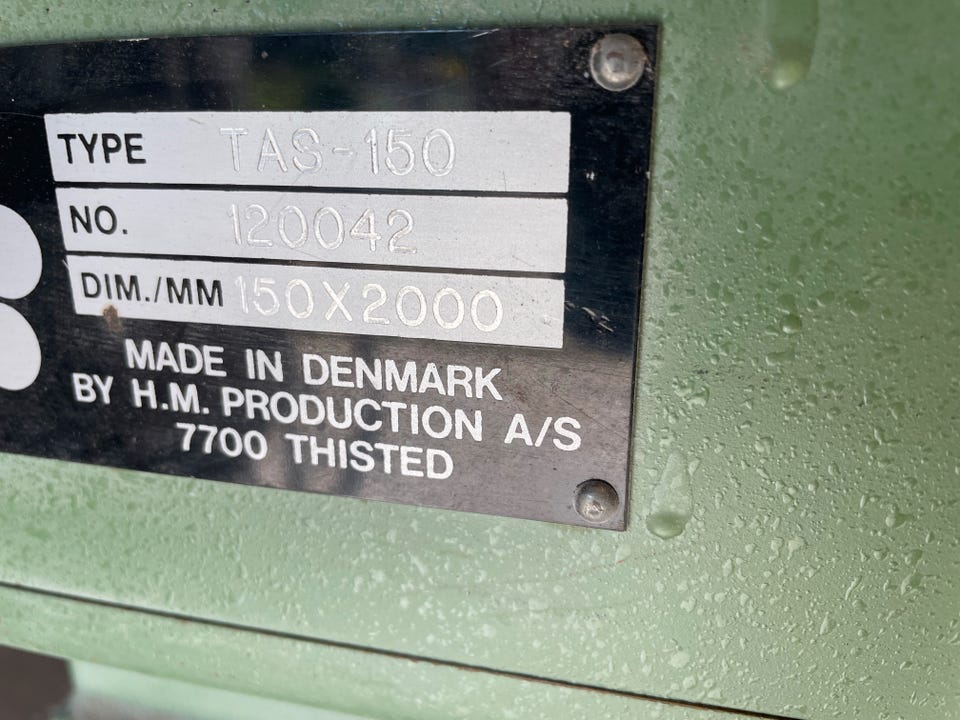 TYPE TAS-150
NO. 120042
DIM./MM 150X2000
MADE IN DENMARK
BY H.M. PRODUCTION A/S
7700 THISTED